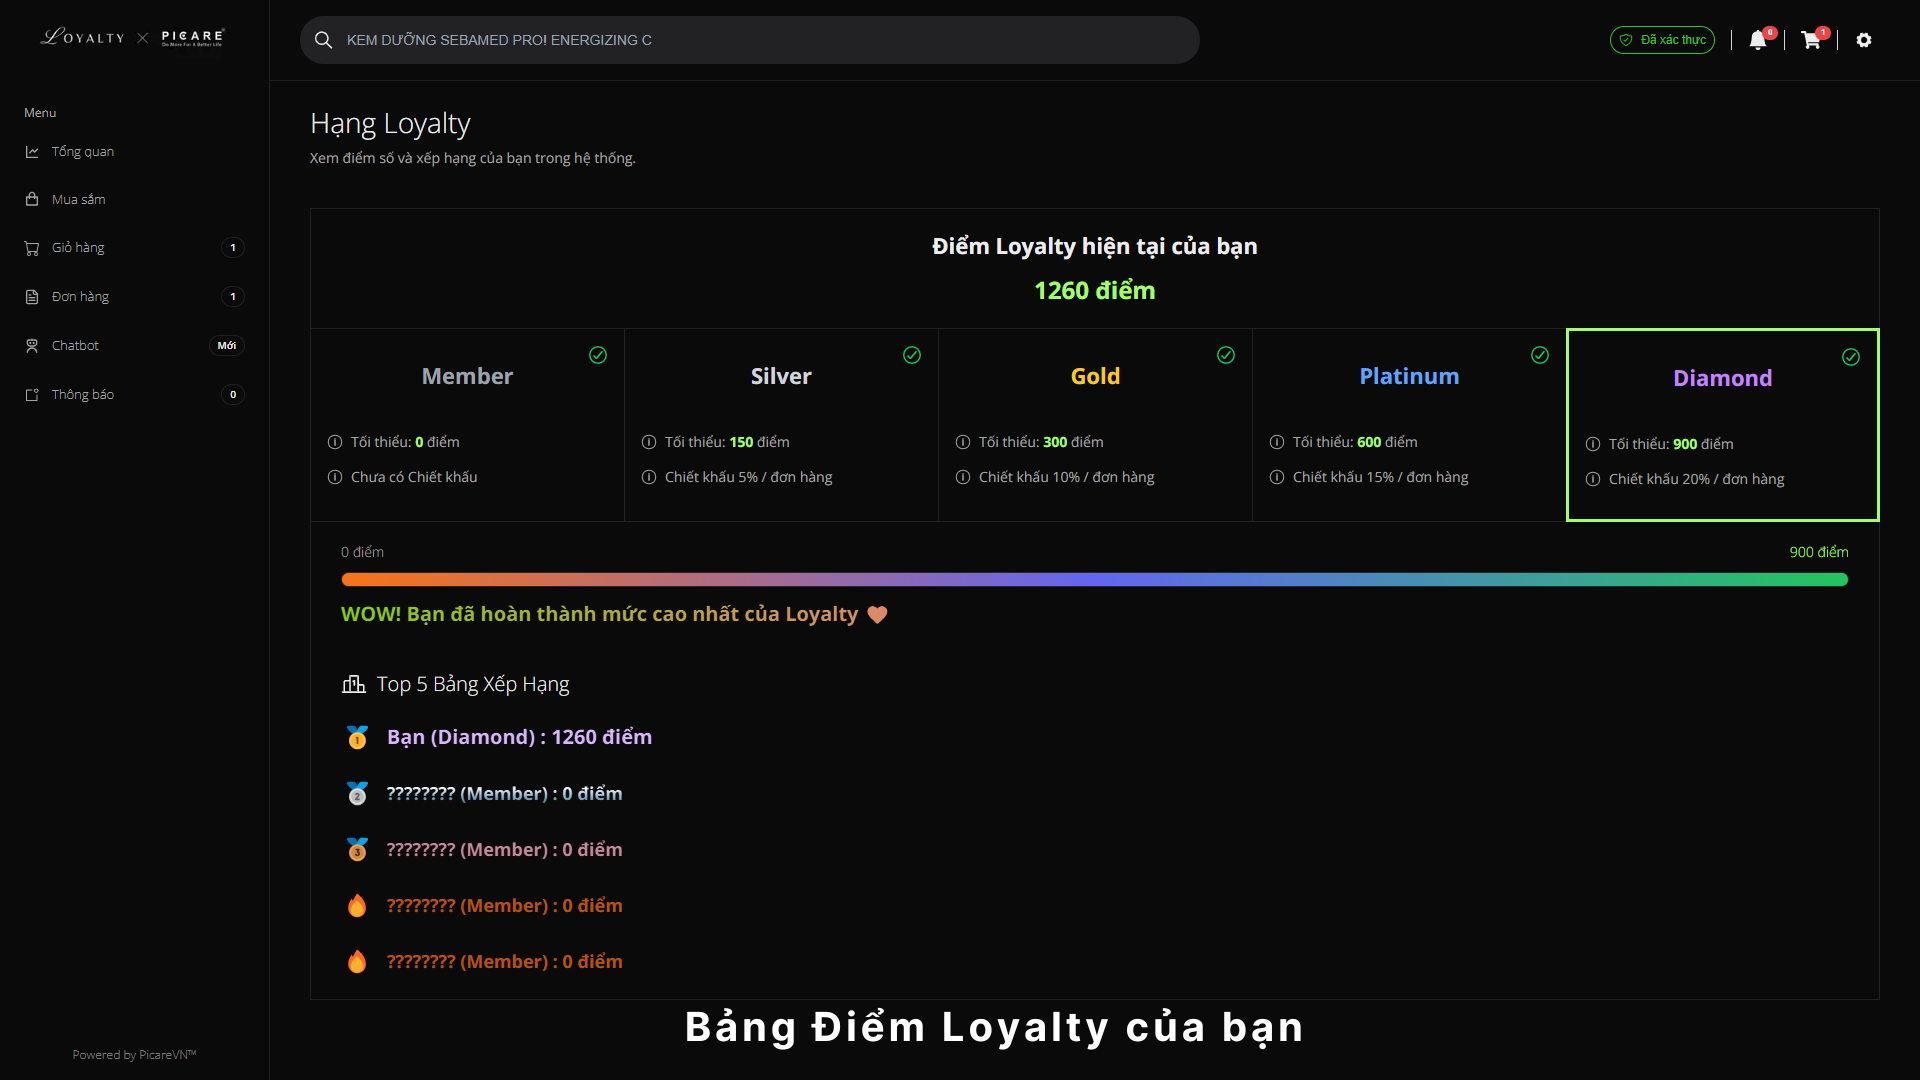 LOYALTY × PICARE
Do More For A Better Life
KEM DƯỠNG SEBAMED PRO! ENERGIZING C
Đã xác thực
0
1
Menu
Tổng quan
Mua sắm
Giỏ hàng 1
Đơn hàng 1
Chatbot Mới
Thông báo 0
Powered by PicareVN™
Hạng Loyalty
Xem điểm số và xếp hạng của bạn trong hệ thống.
Điểm Loyalty hiện tại của bạn
1260 điểm
Member
Tối thiểu: 0 điểm
Chưa có Chiết khấu
Silver
Tối thiểu: 150 điểm
Chiết khấu 5% / đơn hàng
Gold
Tối thiểu: 300 điểm
Chiết khấu 10% / đơn hàng
Platinum
Tối thiểu: 600 điểm
Chiết khấu 15% / đơn hàng
Diamond
Tối thiểu: 900 điểm
Chiết khấu 20% / đơn hàng
0 điểm
900 điểm
WOW! Bạn đã hoàn thành mức cao nhất của Loyalty
Top 5 Bảng Xếp Hạng
1 Bạn (Diamond) : 1260 điểm
2 ???????? (Member) : 0 điểm
3 ???????? (Member) : 0 điểm
???????? (Member) : 0 điểm
???????? (Member) : 0 điểm
Bảng Điểm Loyalty của bạn